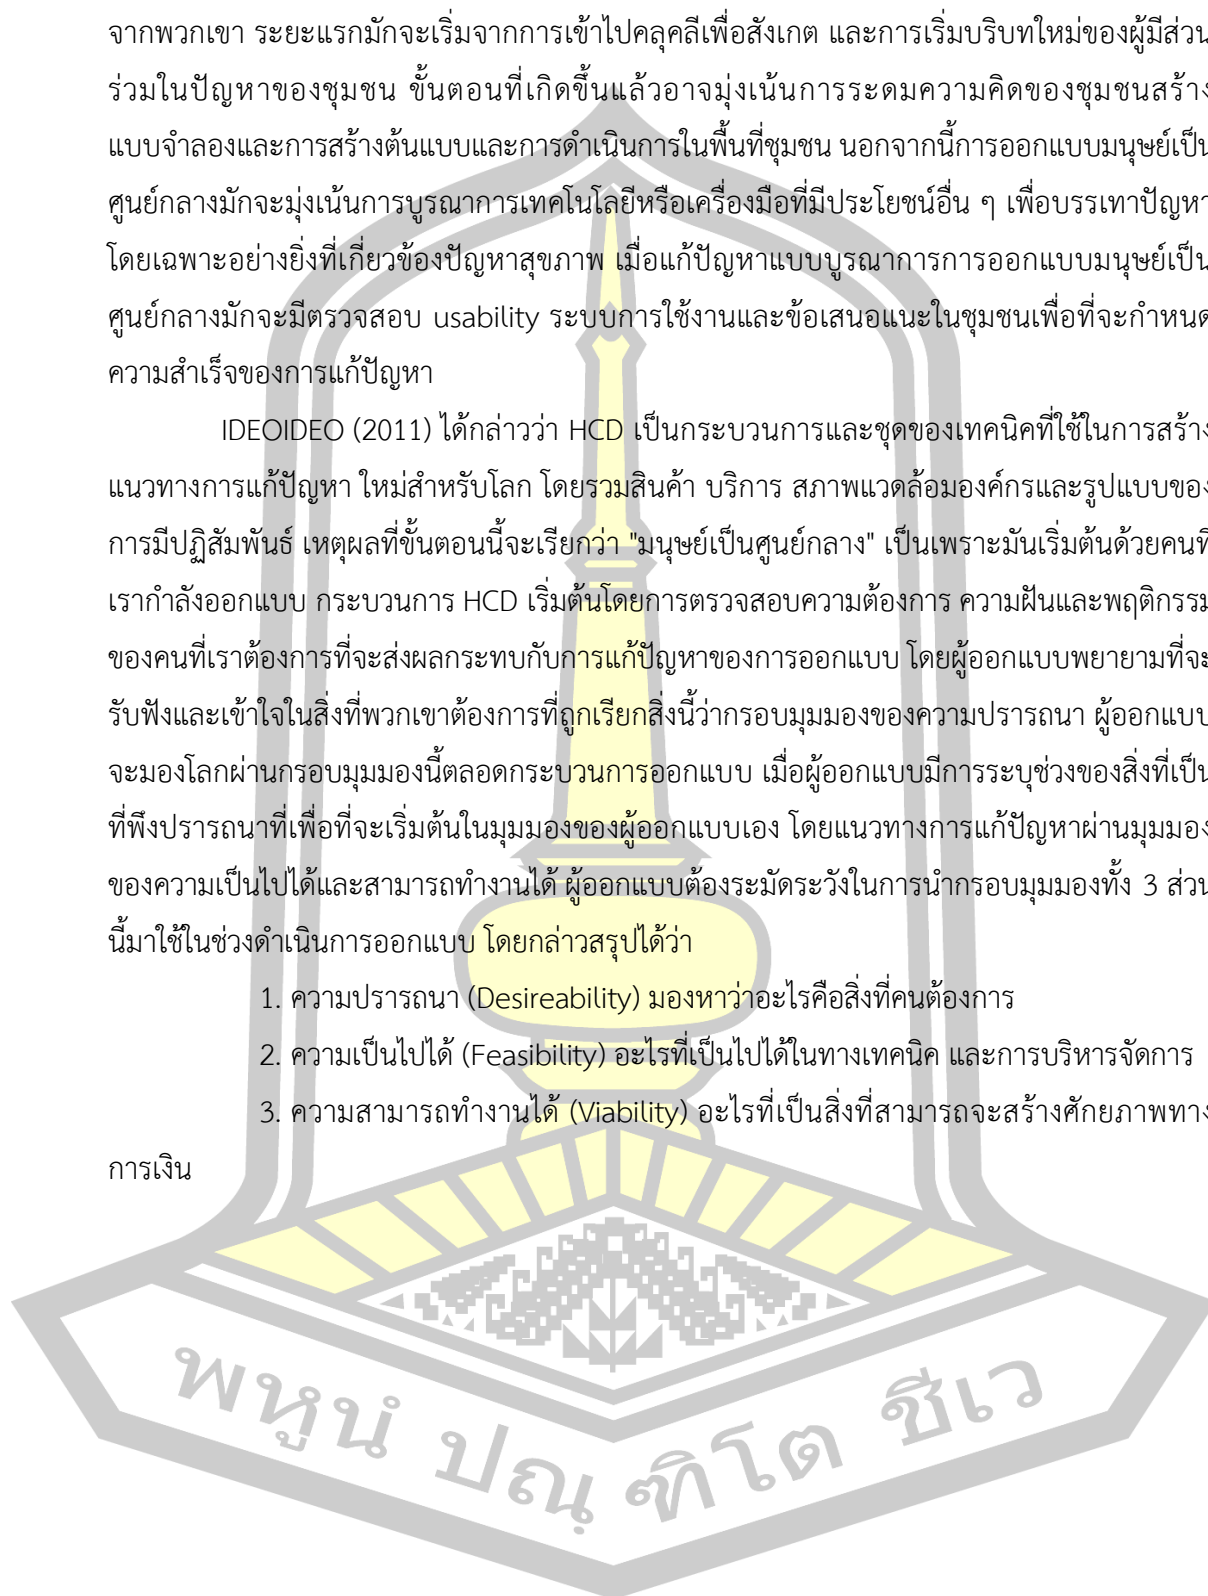 จากพวกเขา ระยะแรกมักจะเริ่มจากการเข้าไปคลุคลีเพื่อสังเกต และการเริ่มบริบทใหม่ของผู้มีส่วน
ร่วมในปัญหาของชุมชน ขั้นตอนที่เกิดขึ้นแล้วอาจมุ่งเน้นการระดมความคิดของชุมชนสร้าง
แบบจำลองและการสร้างต้นแบบและการดำเนินการในพื้นที่ชุมชน นอกจากนี้การออกแบบมนุษย์เป็น
ศูนย์กลางมักจะมุ่งเน้นการบูรณาการเทคโนโลยีหรือเครื่องมือที่มีประโยชน์อื่น ๆ เพื่อบรรเทาปัญหา
โดยเฉพาะอย่างยิ่งที่เกี่ยวข้องปัญหาสุขภาพ เมื่อแก้ปัญหาแบบบูรณาการการออกแบบมนุษย์เป็น
ศูนย์กลางมักจะมีตรวจสอบ usability ระบบการใช้งานและข้อเสนอแนะในชุมชนเพื่อที่จะกำหนด
ความสำเร็จของการแก้ปัญหา
IDEOIDEO (2011) ได้กล่าวว่า HCD เป็นกระบวนการและชุดของเทคนิคที่ใช้ในการสร้าง
แนวทางการแก้ปัญหา ใหม่สำหรับโลก โดยรวมสินค้า บริการ สภาพแวดล้อมองค์กรและรูปแบบของ
การมีปฏิสัมพันธ์ เหตุผลที่ขั้นตอนนี้จะเรียกว่า "มนุษย์เป็นศูนย์กลาง" เป็นเพราะมันเริ่มต้นด้วยคนที่
เรากำลังออกแบบ กระบวนการ HCD เริ่มต้นโดยการตรวจสอบความต้องการ ความฝันและพฤติกรรม
ของคนที่เราต้องการที่จะส่งผลกระทบกับการแก้ปัญหาของการออกแบบ โดยผู้ออกแบบพยายามที่จะ
รับฟังและเข้าใจในสิ่งที่พวกเขาต้องการที่ถูกเรียกสิ่งนี้ว่ากรอบมุมมองของความปรารถนา ผู้ออกแบบ
จะมองโลกผ่านกรอบมุมมองนี้ตลอดกระบวนการออกแบบ เมื่อผู้ออกแบบมีการระบุช่วงของสิ่งที่เป็น
ที่พึงปรารถนาที่เพื่อที่จะเริ่มต้นในมุมมองของผู้ออกแบบเอง โดยแนวทางการแก้ปัญหาผ่านมุมมอง
ของความเป็นไปได้และสามารถทำงานได้ ผู้ออกแบบต้องระมัดระวังในการนำกรอบมุมมองทั้ง 3 ส่วน
นี้มาใช้ในช่วงดำเนินการออกแบบ โดยกล่าวสรุปได้ว่า
1. ความปรารถนา (Desireability) มองหาว่าอะไรคือสิ่งที่คนต้องการ
2. ความเป็นไปได้ (Feasibility) อะไรที่เป็นไปได้ในทางเทคนิค และการบริหารจัดการ
3. ความสามารถทำงานได้ (Viability) อะไรที่เป็นสิ่งที่สามารถจะสร้างศักยภาพทาง
การเงิน
พหูนํ ปณฺฑิโต ชีเว